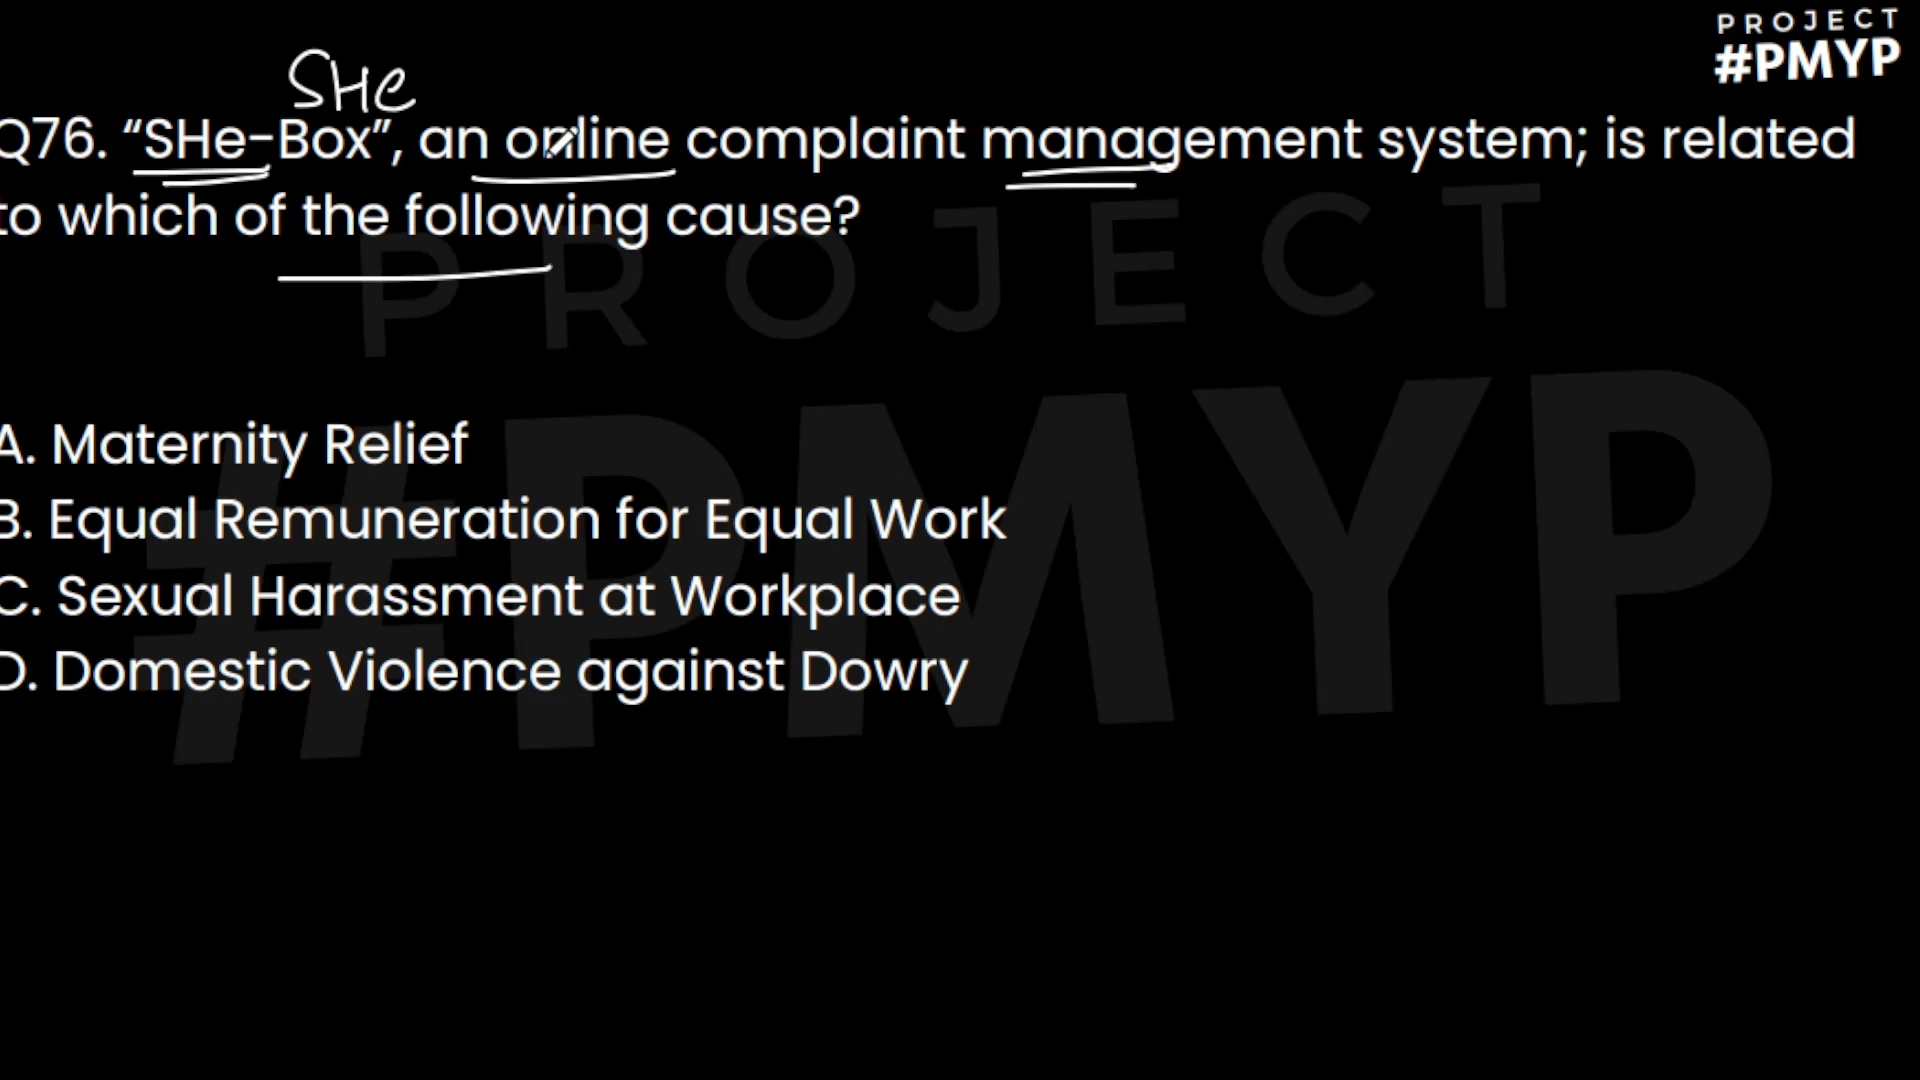 PROJECT
#PMYP
SHe
Q76. “SHe-Box”, an online complaint management system; is related
to which of the following cause?
PROJECT
#PMYP
A. Maternity Relief
B. Equal Remuneration for Equal Work
C. Sexual Harassment at Workplace
D. Domestic Violence against Dowry